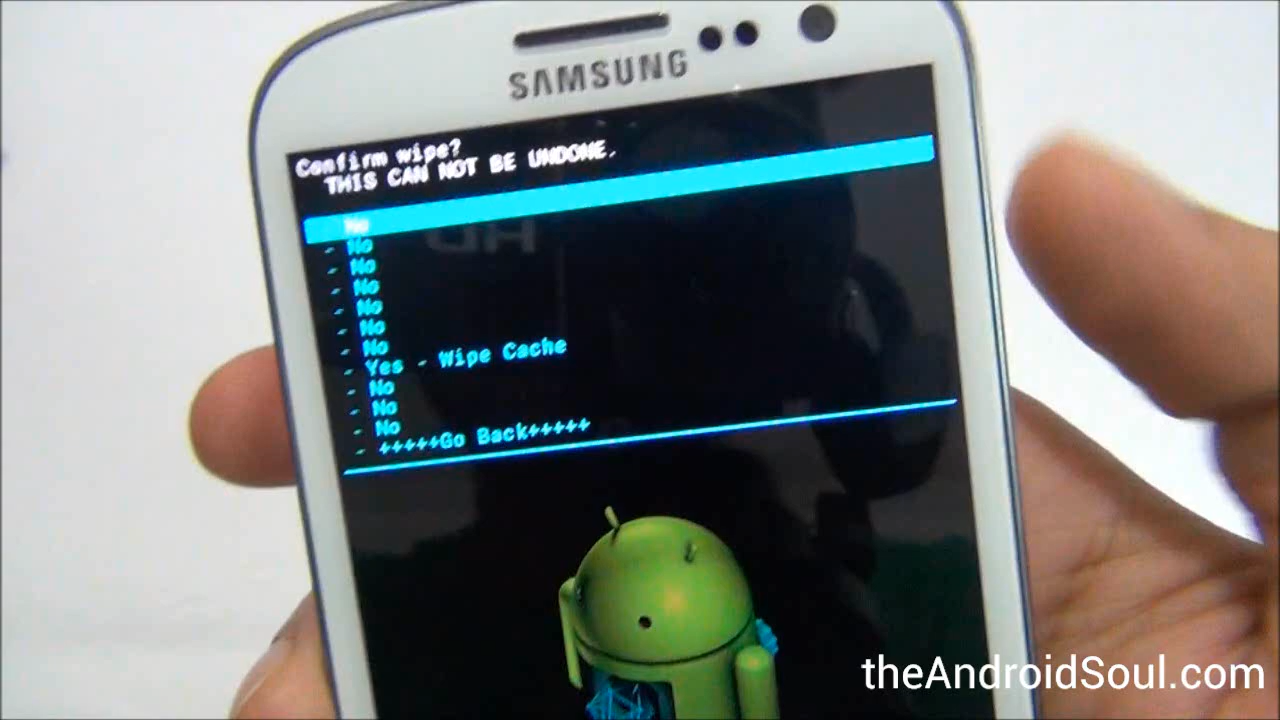 SAMSUNG
Confirm wipe?
THIS CAN NOT BE UNDONE.
No
- No
- No
- No
- No
- No
- No
- Yes - Wipe Cache
- No
- No
- No
- +++++Go Back+++++
theAndroidSoul.com